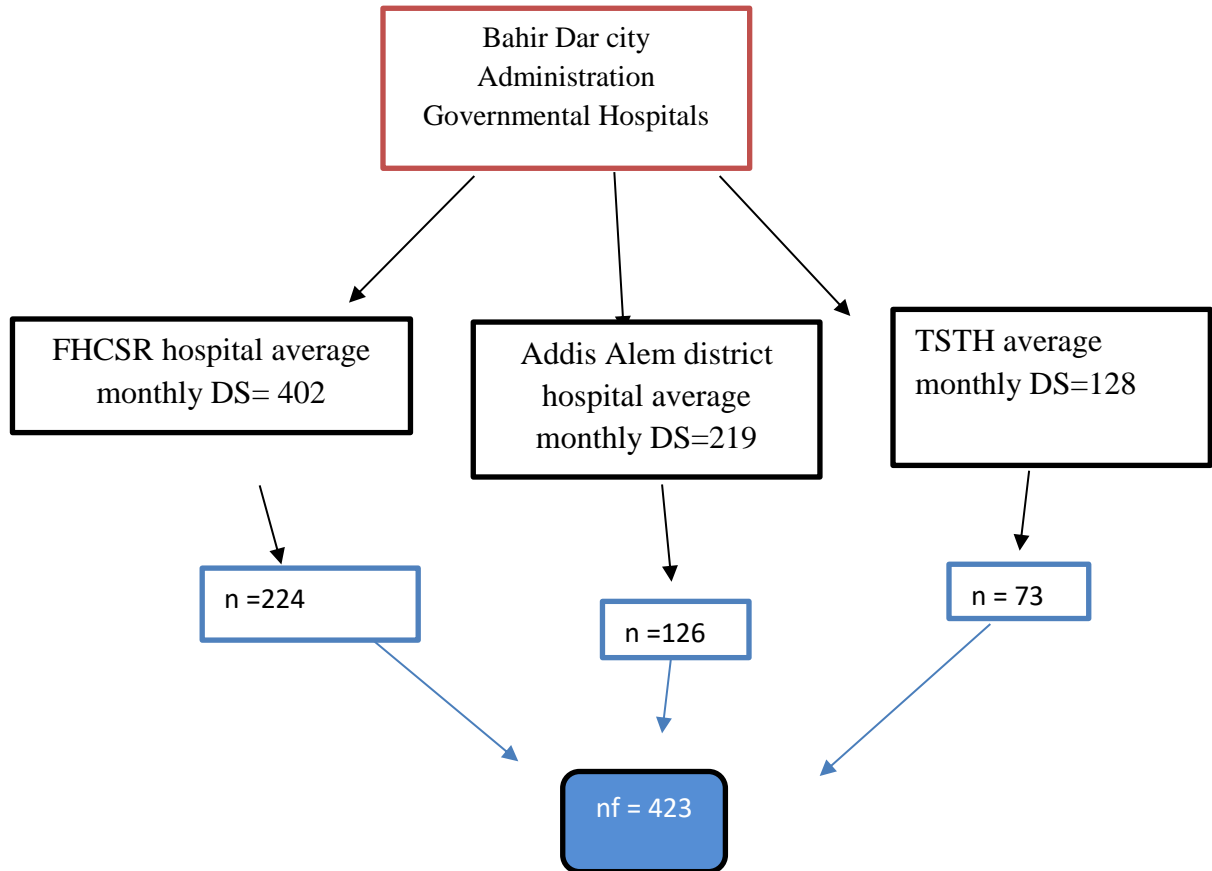 Bahir Dar city
Administration
Governmental Hospitals
FHCSR hospital average
monthly DS= 402
Addis Alem district
hospital average
monthly DS=219
TSTH average
monthly DS=128
n =224
n =126
n = 73
nf = 423